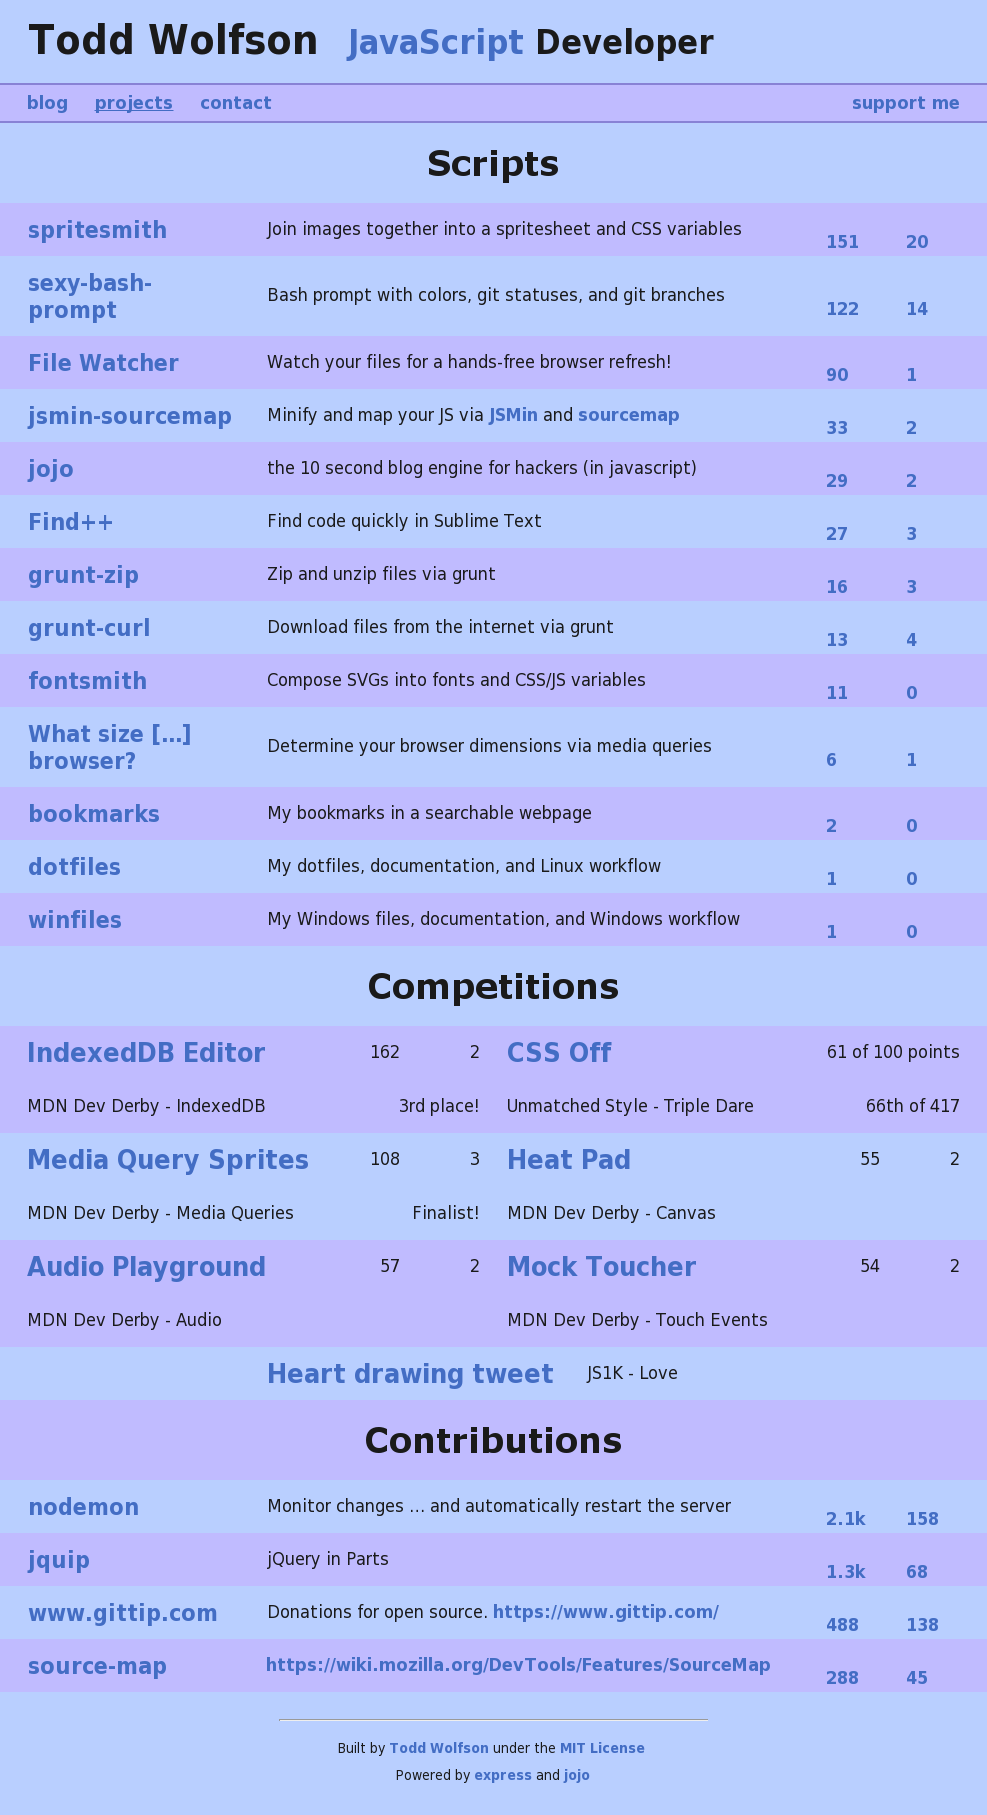 Todd Wolfson JavaScript Developer
blog projects contact support me
Scripts
spritesmith Join images together into a spritesheet and CSS variables 151 20
sexy-bash-
prompt Bash prompt with colors, git statuses, and git branches 122 14
File Watcher Watch your files for a hands-free browser refresh! 90 1
jsmin-sourcemap Minify and map your JS via JSMin and sourcemap 33 2
jojo the 10 second blog engine for hackers (in javascript) 29 2
Find++ Find code quickly in Sublime Text 27 3
grunt-zip Zip and unzip files via grunt 16 3
grunt-curl Download files from the internet via grunt 13 4
fontsmith Compose SVGs into fonts and CSS/JS variables 11 0
What size [...]
browser? Determine your browser dimensions via media queries 6 1
bookmarks My bookmarks in a searchable webpage 2 0
dotfiles My dotfiles, documentation, and Linux workflow 1 0
winfiles My Windows files, documentation, and Windows workflow 1 0
Competitions
IndexedDB Editor 162 2 CSS Off 61 of 100 points
MDN Dev Derby - IndexedDB 3rd place! Unmatched Style - Triple Dare 66th of 417
Media Query Sprites 108 3 Heat Pad 55 2
MDN Dev Derby - Media Queries Finalist! MDN Dev Derby - Canvas
Audio Playground 57 2 Mock Toucher 54 2
MDN Dev Derby - Audio MDN Dev Derby - Touch Events
Heart drawing tweet JS1K - Love
Contributions
nodemon Monitor changes ... and automatically restart the server 2.1k 158
jquip jQuery in Parts 1.3k 68
www.gittip.com Donations for open source. https://www.gittip.com/ 488 138
source-map https://wiki.mozilla.org/DevTools/Features/SourceMap 288 45
Built by Todd Wolfson under the MIT License
Powered by express and jojo